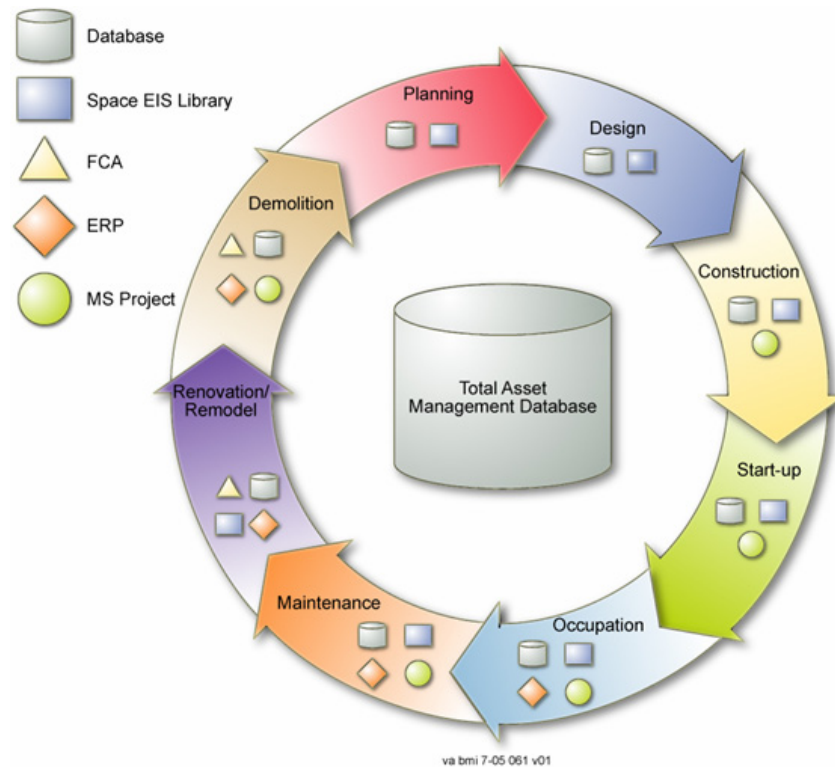 Database
Space EIS Library
FCA
ERP
MS Project
Planning
Design
Construction
Start-up
Occupation
Maintenance
Renovation/
Remodel
Demolition
Total Asset
Management Database
va bmi 7-05 061 v01